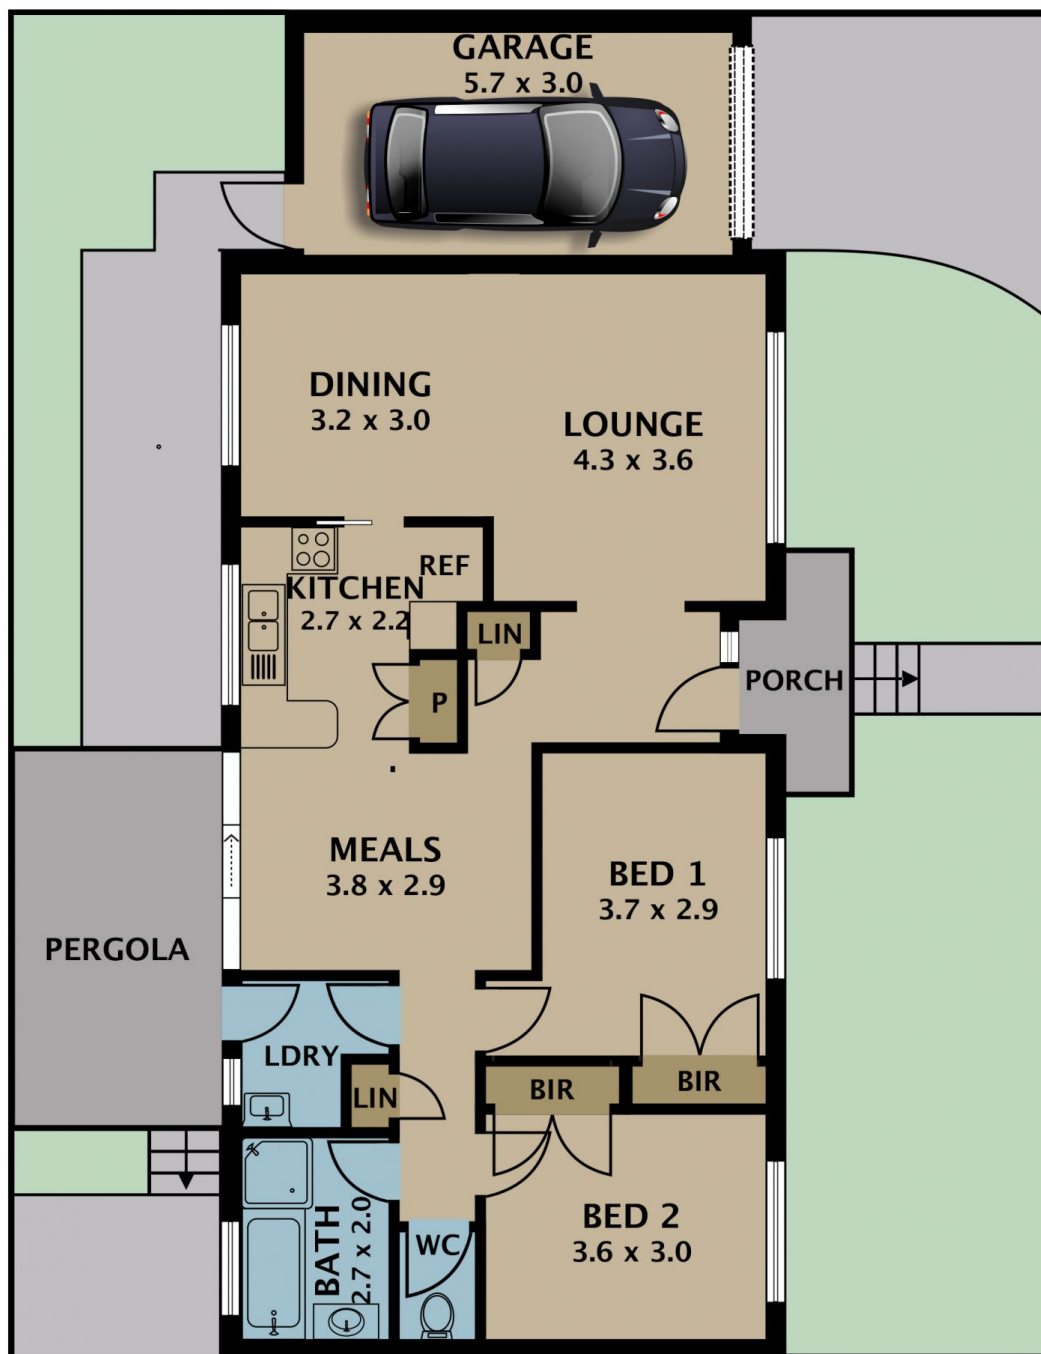 GARAGE
5.7 x 3.0
DINING
3.2 x 3.0
LOUNGE
4.3 x 3.6
REF
KITCHEN
2.7 x 2.2
LIN
P
PORCH
MEALS
3.8 x 2.9
BED 1
3.7 x 2.9
PERGOLA
LDRY
LIN
BIR
BIR
BATH
2.7 x 2.0
WC
BED 2
3.6 x 3.0